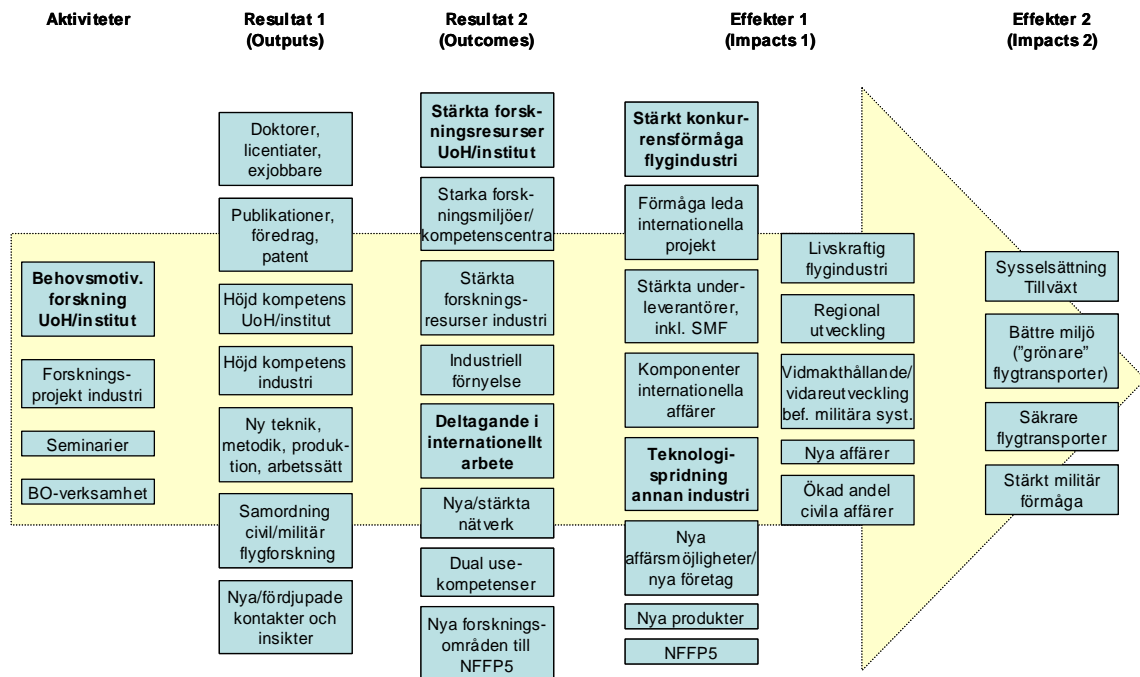 Aktiviteter
Resultat 1
(Outputs)
Resultat 2
(Outcomes)
Effekter 1
(Impacts 1)
Effekter 2
(Impacts 2)
Behovsmotiv.
forskning
UoH/institut
Forsknings-
projekt industri
Seminarier
BO-verksamhet
Doktorer,
licentiater,
exjobbare
Publikationer,
föredrag,
patent
Höjd kompetens
UoH/institut
Höjd kompetens
industri
Ny teknik,
metodik, produk-
tion, arbetssätt
Samordning
civil/militär
flygforskning
Nya/fördjupade
kontakter och
insikter
Stärkta forsk-
ningsresurser
UoH/institut
Starka forsk-
ningsmiljöer/
kompetenscentra
Stärkta
forsknings-
resurser industri
Industriell
förnyelse
Deltagande i
internationellt
arbete
Nya/stärkta
nätverk
Dual use-
kompetenser
Nya forsknings-
områden till
NFFP5
Stärkt konkur-
rensförmåga
flygindustri
Förmåga leda
internationella
projekt
Stärkta under-
leverantörer,
inkl. SMF
Komponenter
internationella
affärer
Teknologi-
spridning
annan industri
Nya
affärsmöjligheter/
nya företag
Nya produkter
NFFP5
Livskraftig
flygindustri
Regional
utveckling
Vidmakthållande/
vidareutveckling
bef. militära syst.
Nya affärer
Ökad andel
civila affärer
Sysselsättning
Tillväxt
Bättre miljö
("grönare"
flygtransporter)
Säkrare
flygtransporter
Stärkt militär
förmåga